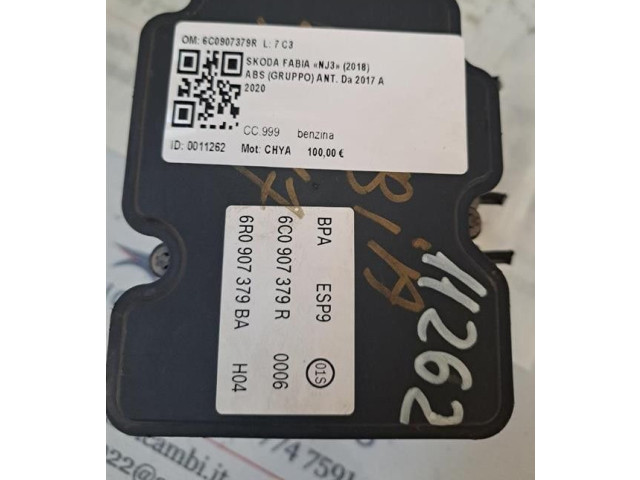 OM: 6C0907379R L: 7 C3
SKODA FABIA «NJ3» (2018)
ABS (GRUPPO) ANT. Da 2017 A
2020
CC 999 benzina
ID: 0011262 Mot: CHYA 100,00 €
BPA ESP9 01S
6C0 907 379 R 0006
6R0 907 379 BA H04
11262